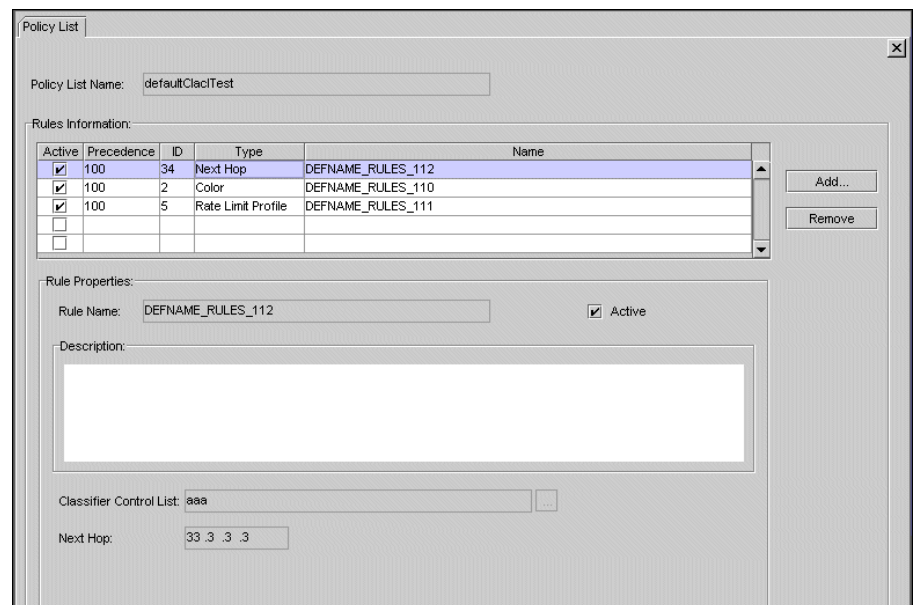 Policy List
Policy List Name: defaultClaclTest
Rules Information:
Active Precedence ID Type Name
100 34 Next Hop DEFNAME_RULES_112
100 2 Color DEFNAME_RULES_110
100 5 Rate Limit Profile DEFNAME_RULES_111
Add...
Remove
Rule Properties:
Rule Name: DEFNAME_RULES_112 Active
Description:
Classifier Control List: aaa ...
Next Hop: 33 .3 .3 .3